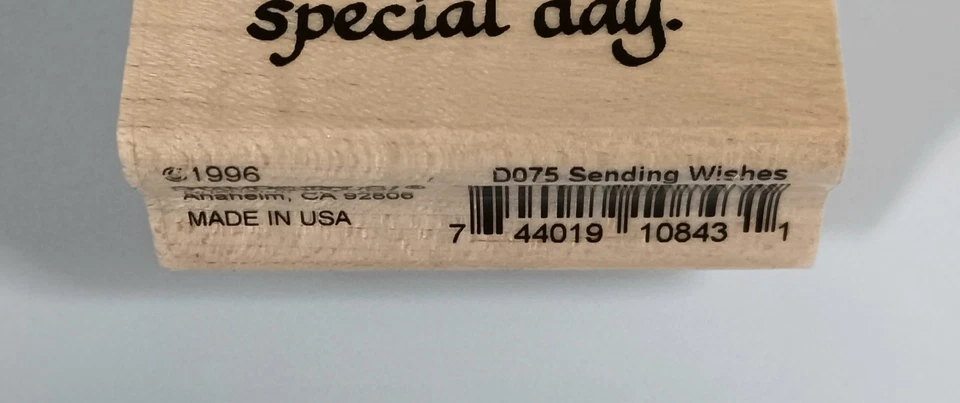 special day.
©1996
Anaheim, CA 92806
MADE IN USA
D075 Sending Wishes
7 44019 10843 1